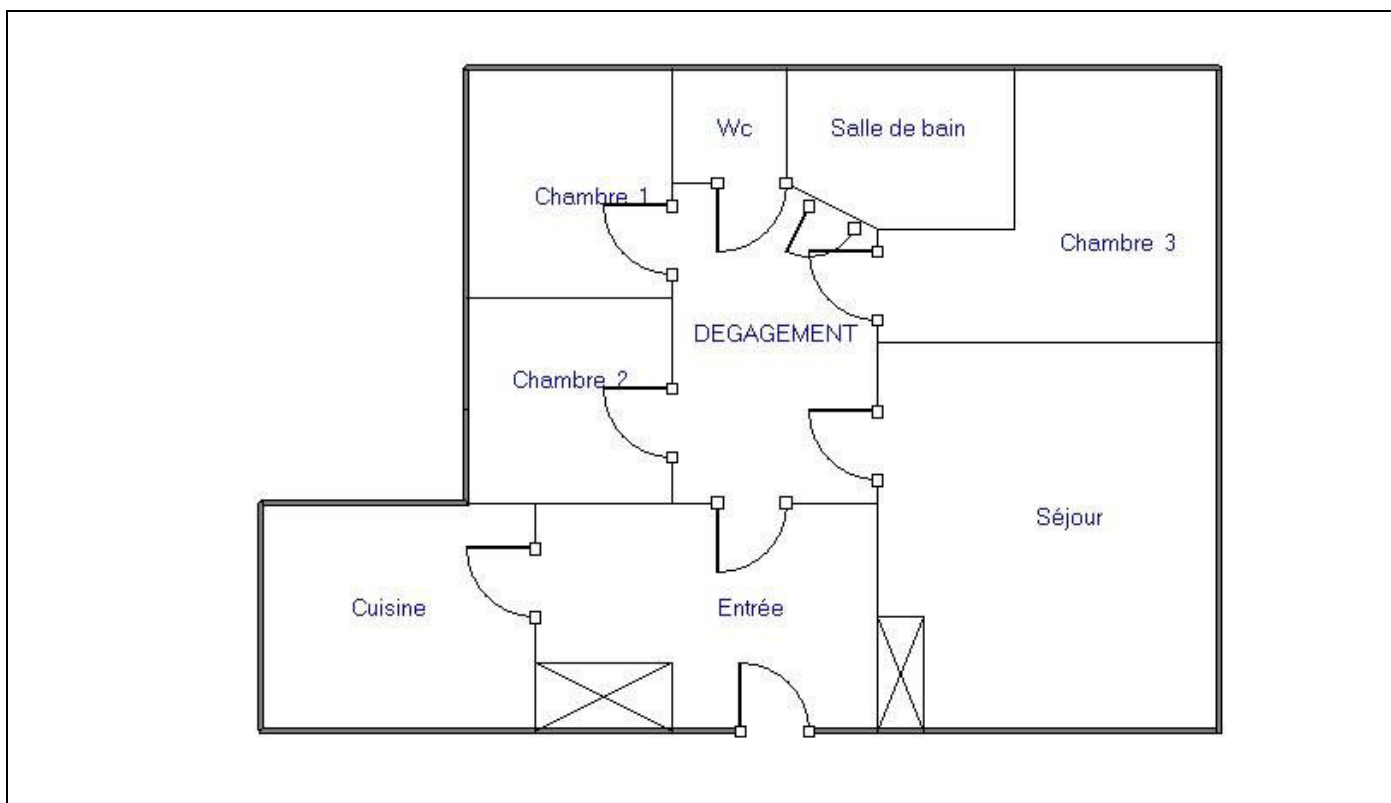 Wc
Salle de bain
Chambre 1
Chambre 3
DEGAGEMENT
Chambre 2
Séjour
Cuisine
Entrée